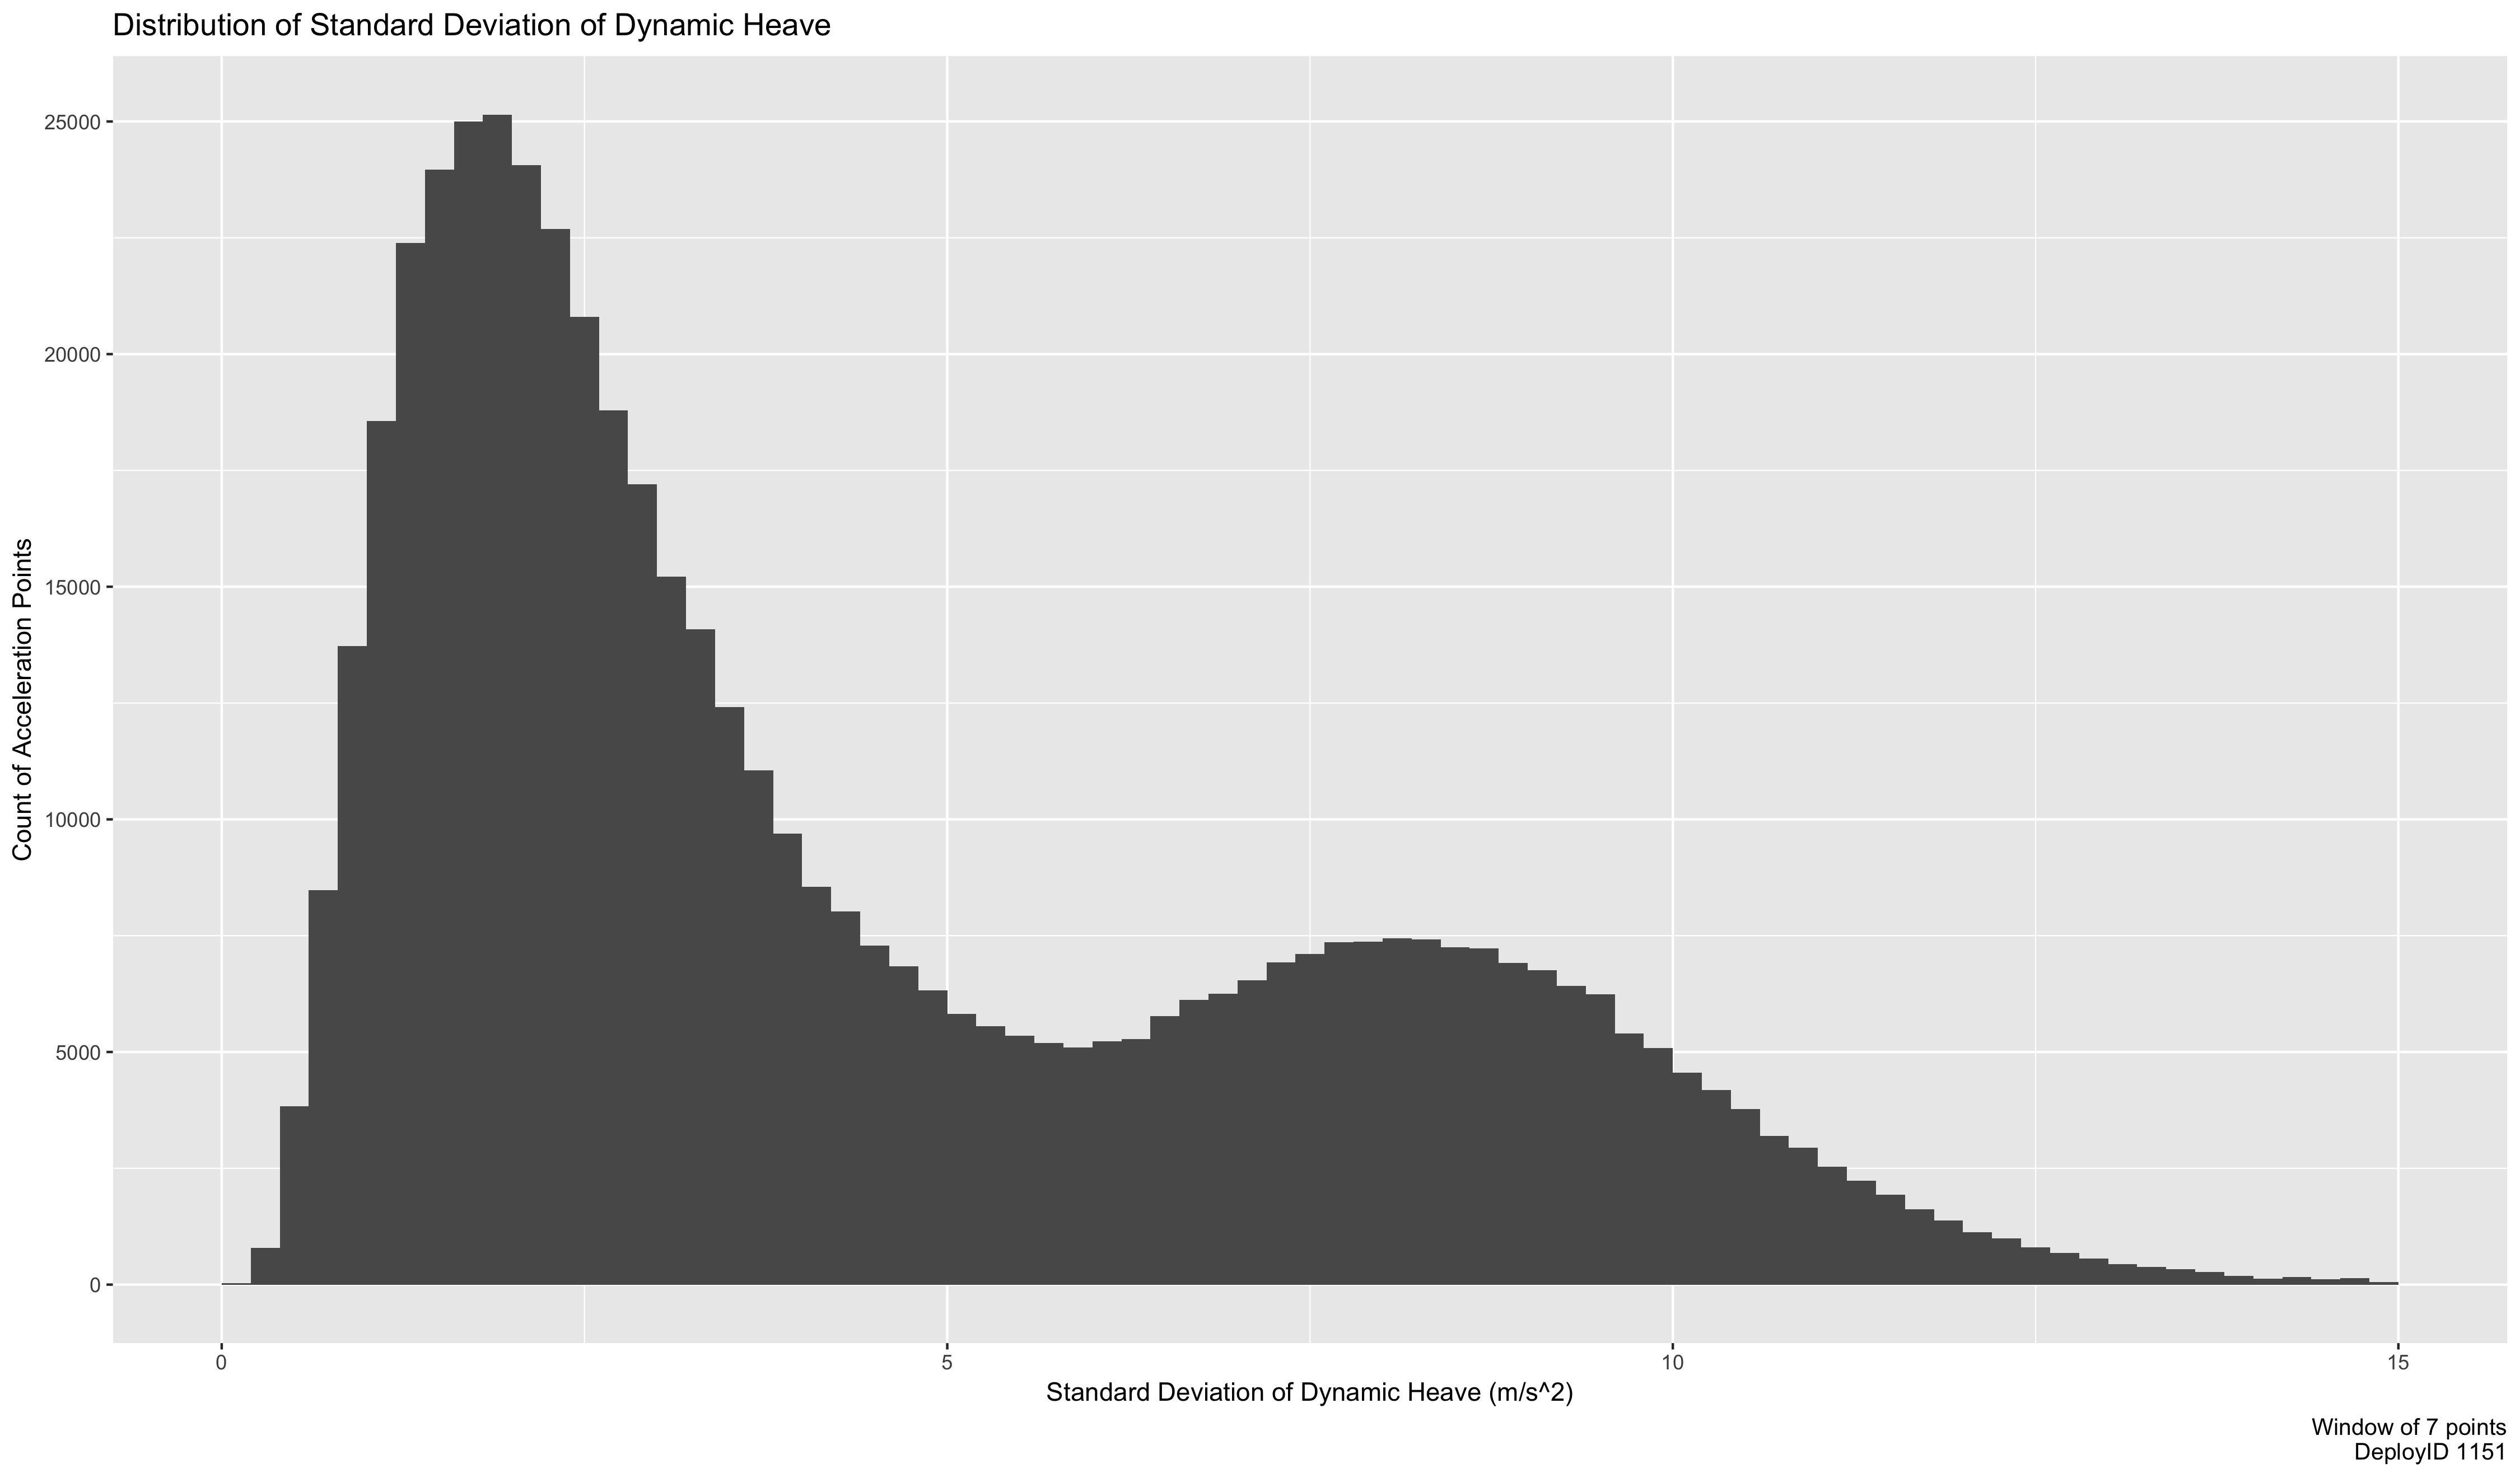 Distribution of Standard Deviation of Dynamic Heave
Count of Acceleration Points
25000
20000
15000
10000
5000
0
0
5
10
15
Standard Deviation of Dynamic Heave (m/s^2)
Window of 7 points
DeployID 1151